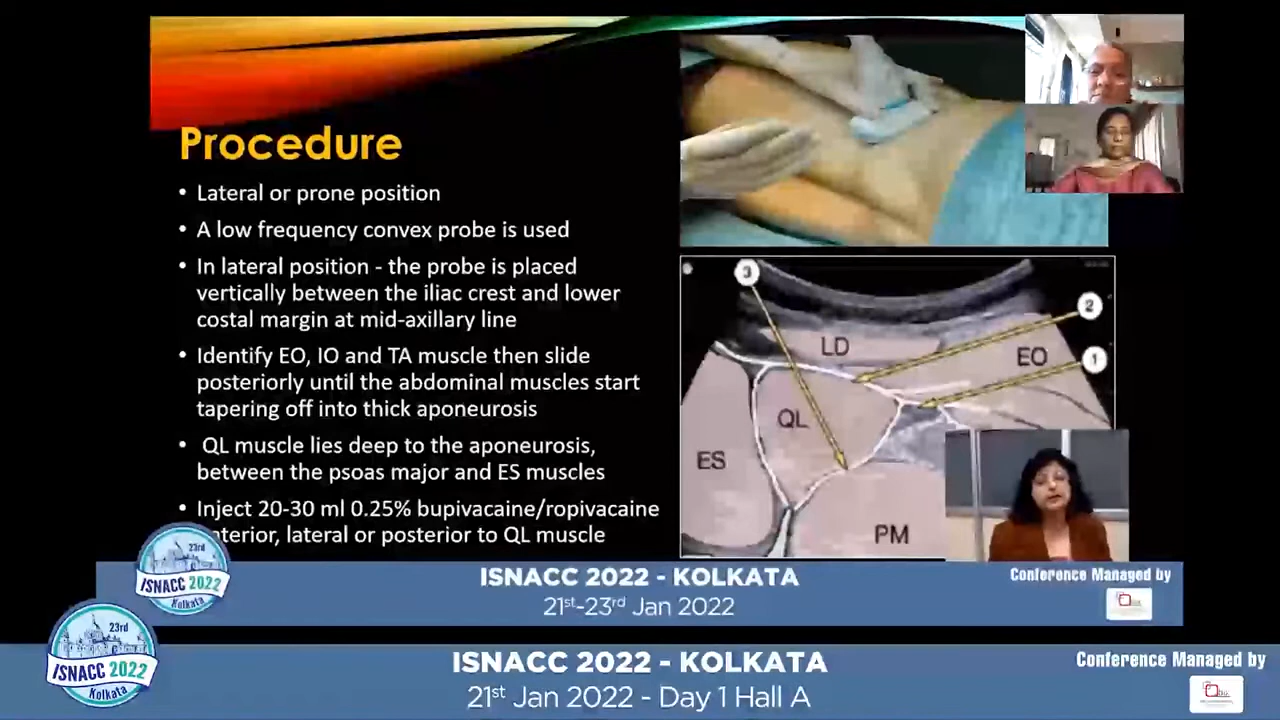 Procedure
• Lateral or prone position
• A low frequency convex probe is used
• In lateral position - the probe is placed
vertically between the iliac crest and lower
costal margin at mid-axillary line
• Identify EO, IO and TA muscle then slide
posteriorly until the abdominal muscles start
tapering off into thick aponeurosis
• QL muscle lies deep to the aponeurosis,
between the psoas major and ES muscles
• Inject 20-30 ml 0.25% bupivacaine/ropivacaine
nterior, lateral or posterior to QL muscle
3
2
1
LD
EO
QL
ES
PM
23rd
ISNACC 2022
Kolkata
ISNACC 2022 - KOLKATA
21st-23rd Jan 2022
Conference Managed by
23rd
ISNACC 2022
Kolkata
ISNACC 2022 - KOLKATA
21st Jan 2022 - Day 1 Hall A
Conference Managed by